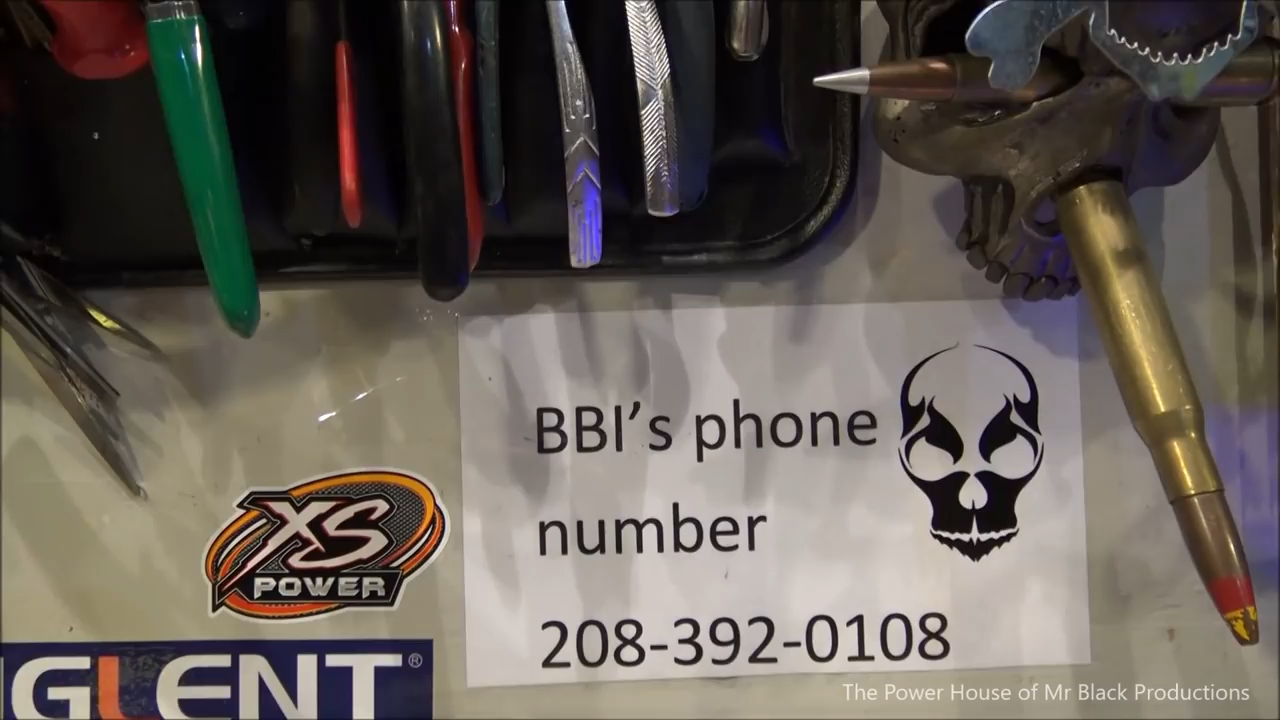 BBI’s phone
number
208-392-0108
XS
POWER
GLENT®
The Power House of Mr Black Productions